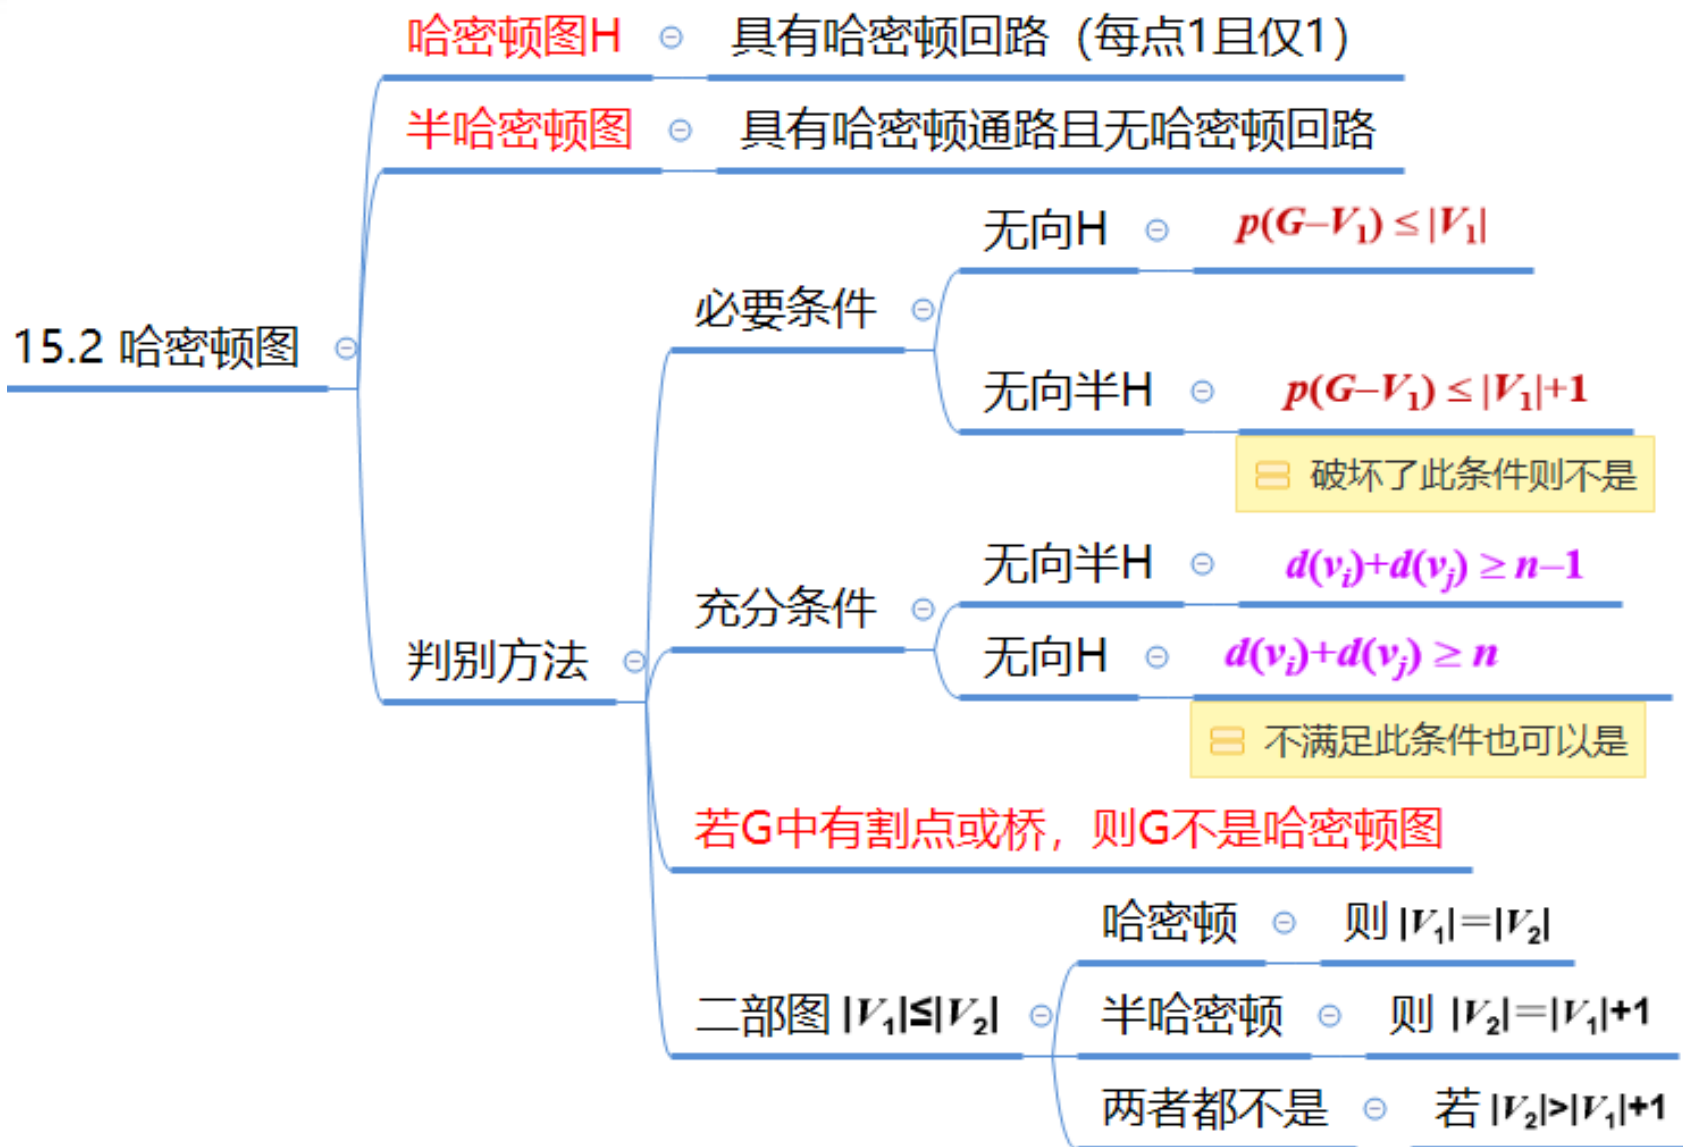 哈密顿图H 具有哈密顿回路（每点1且仅1）
半哈密顿图 具有哈密顿通路且无哈密顿回路
无向H p(G–V₁) ≤ |V₁|
必要条件
15.2 哈密顿图
无向半H p(G–V₁) ≤ |V₁|+1
破坏了此条件则不是
无向半H d(vᵢ)+d(vⱼ) ≥ n–1
充分条件
判别方法
无向H d(vᵢ)+d(vⱼ) ≥ n
不满足此条件也可以是
若G中有割点或桥，则G不是哈密顿图
哈密顿 则 |V₁|=|V₂|
二部图 |V₁|≤|V₂|
半哈密顿 则 |V₂|=|V₁|+1
两者都不是 若 |V₂|>|V₁|+1